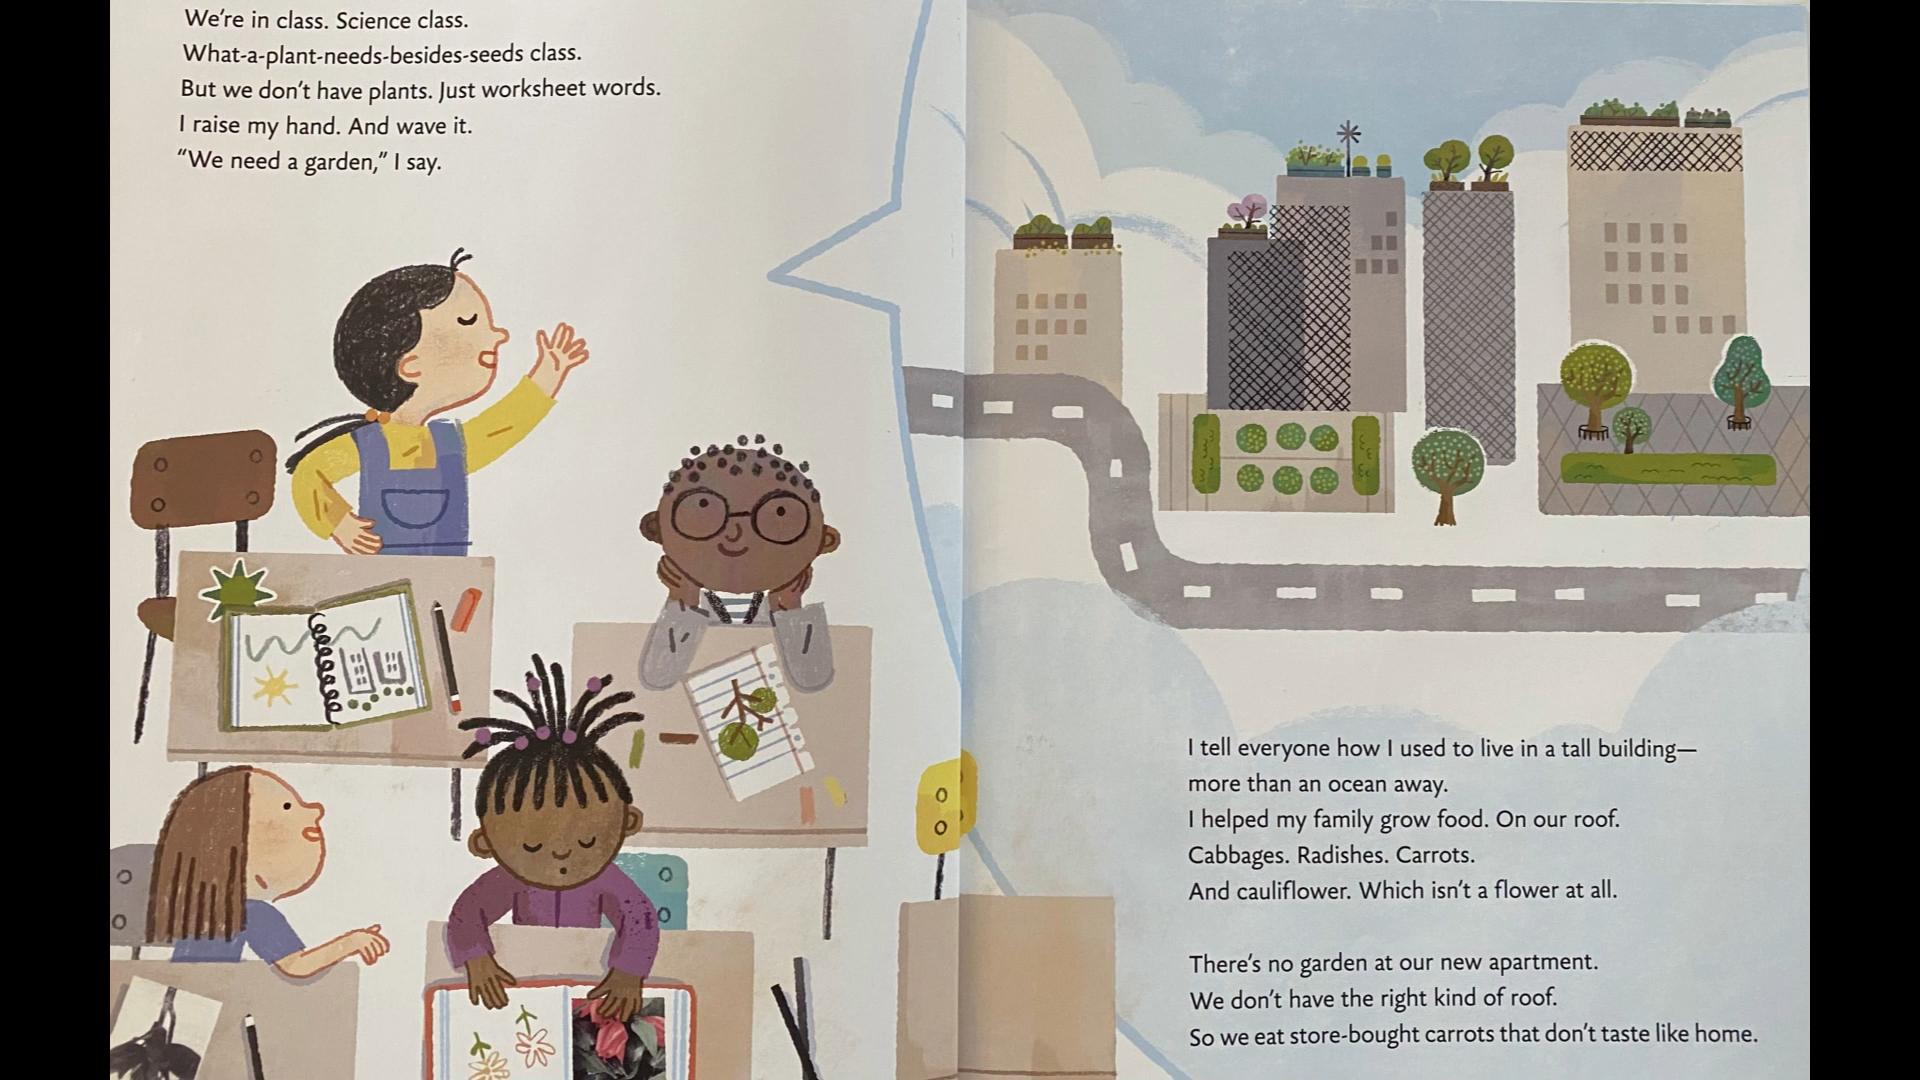 We're in class. Science class.
What-a-plant-needs-besides-seeds class.
But we don't have plants. Just worksheet words.
I raise my hand. And wave it.
“We need a garden,” I say.
I tell everyone how I used to live in a tall building—
more than an ocean away.
I helped my family grow food. On our roof.
Cabbages. Radishes. Carrots.
And cauliflower. Which isn't a flower at all.
There's no garden at our new apartment.
We don't have the right kind of roof.
So we eat store-bought carrots that don't taste like home.